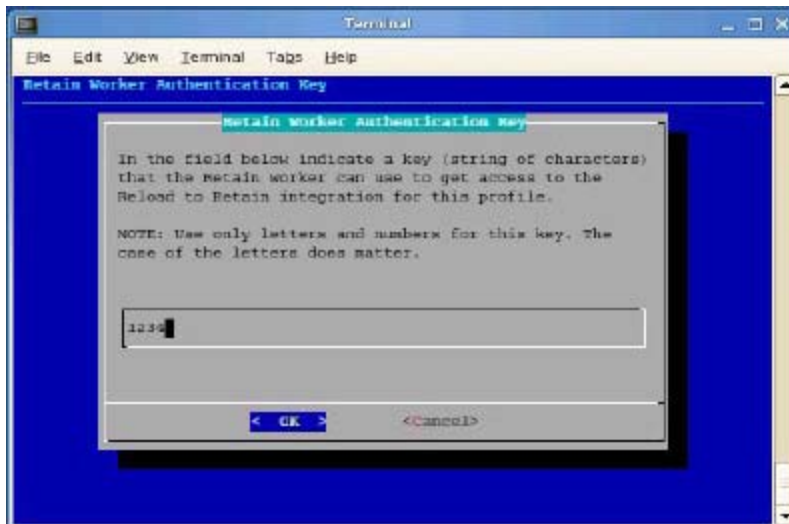 Terminal
File Edit View Terminal Tabs Help
Retain Worker Authentication Key
Retain Worker Authentication Key
In the field below indicate a key (string of characters)
that the Retain worker can use to get access to the
Reload to Retain integration for this profile.
NOTE: Use only letters and numbers for this key. The
case of the letters does matter.
1234
< OK > <Cancel>